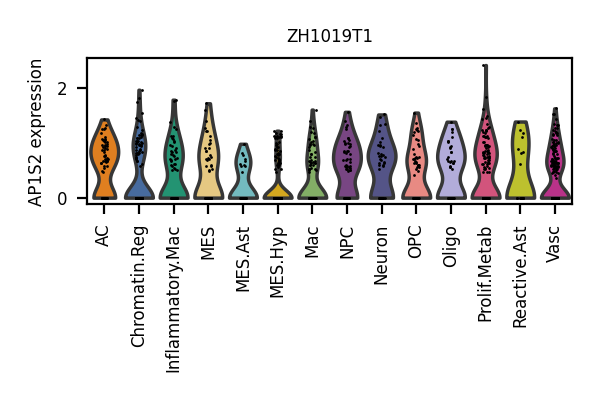 ZH1019T1
AP1S2 expression
2
0
AC
Chromatin.Reg
Inflammatory.Mac
MES
MES.Ast
MES.Hyp
Mac
NPC
Neuron
OPC
Oligo
Prolif.Metab
Reactive.Ast
Vasc